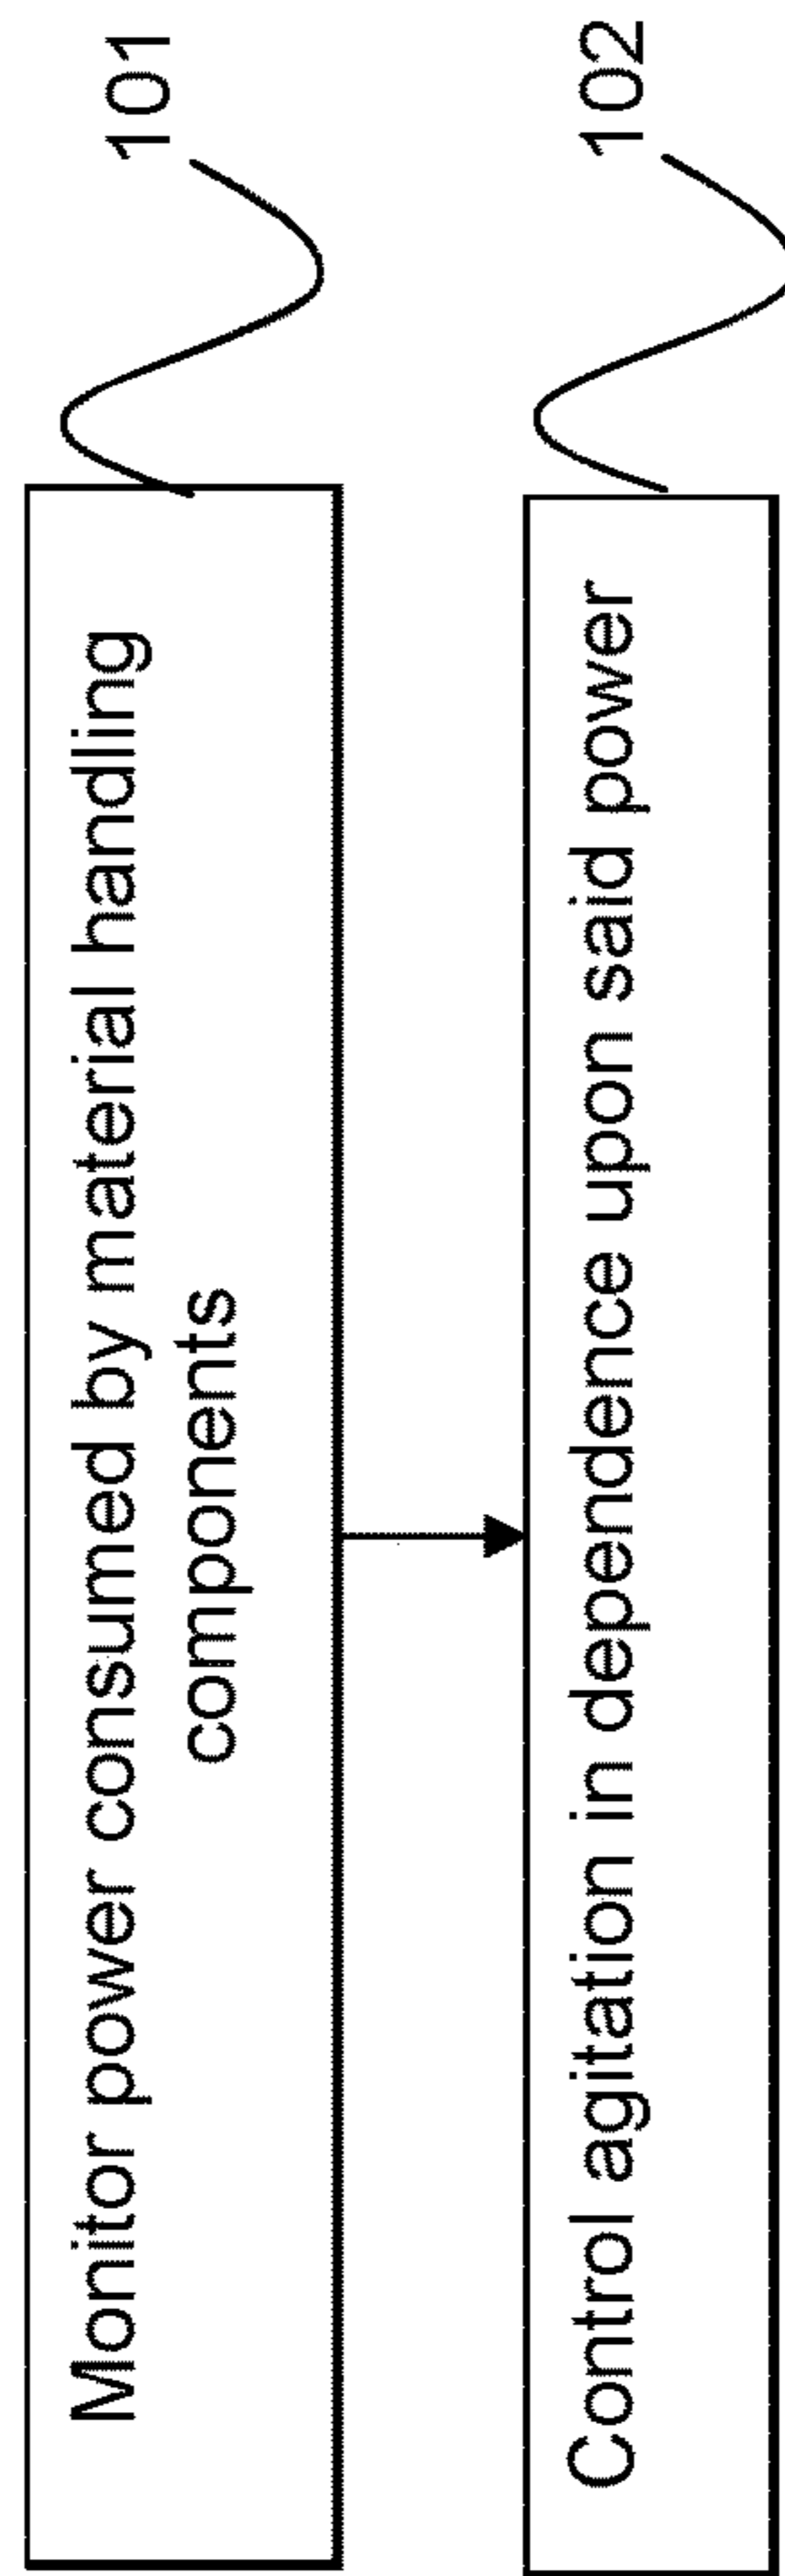 Monitor power consumed by material handling
components
101
Control agitation in dependence upon said power
102